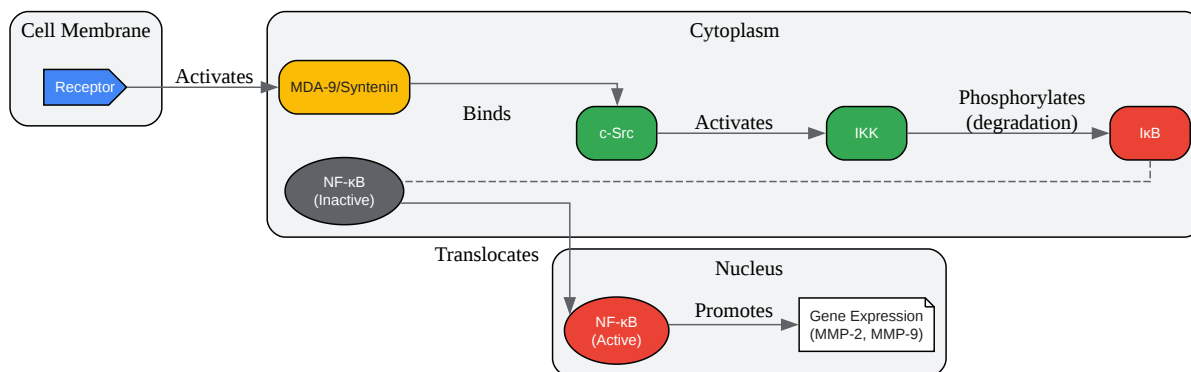 Cell Membrane
Receptor
Activates
Cytoplasm
MDA-9/Syntenin
Binds
c-Src
Activates
IKK
Phosphorylates
(degradation)
IκB
NF-κB
(Inactive)
Translocates
Nucleus
NF-κB
(Active)
Promotes
Gene Expression
(MMP-2, MMP-9)